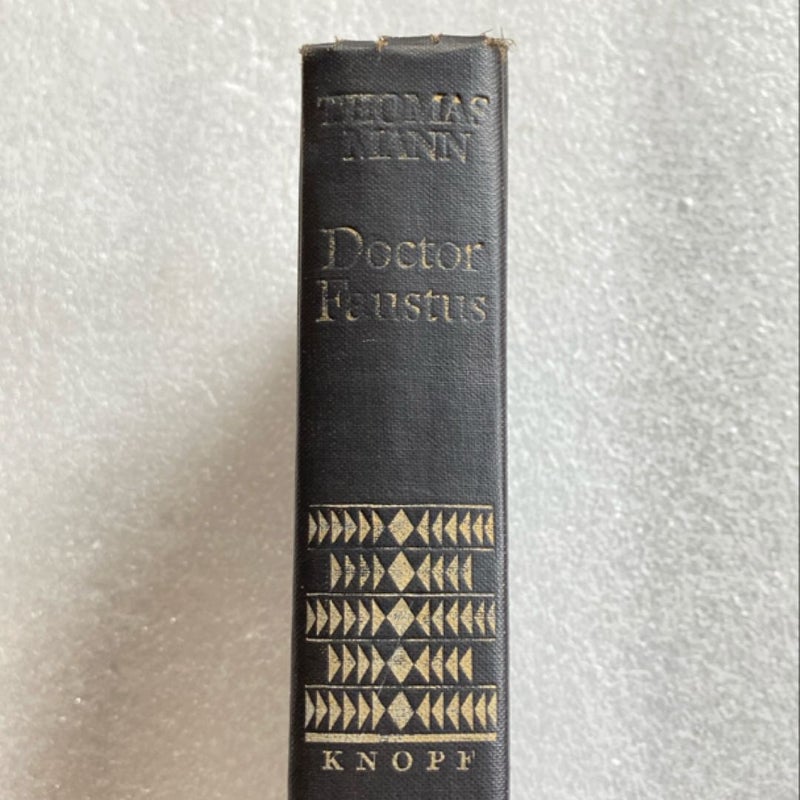 THOMAS
MANN
Doctor
Faustus
KNOPF